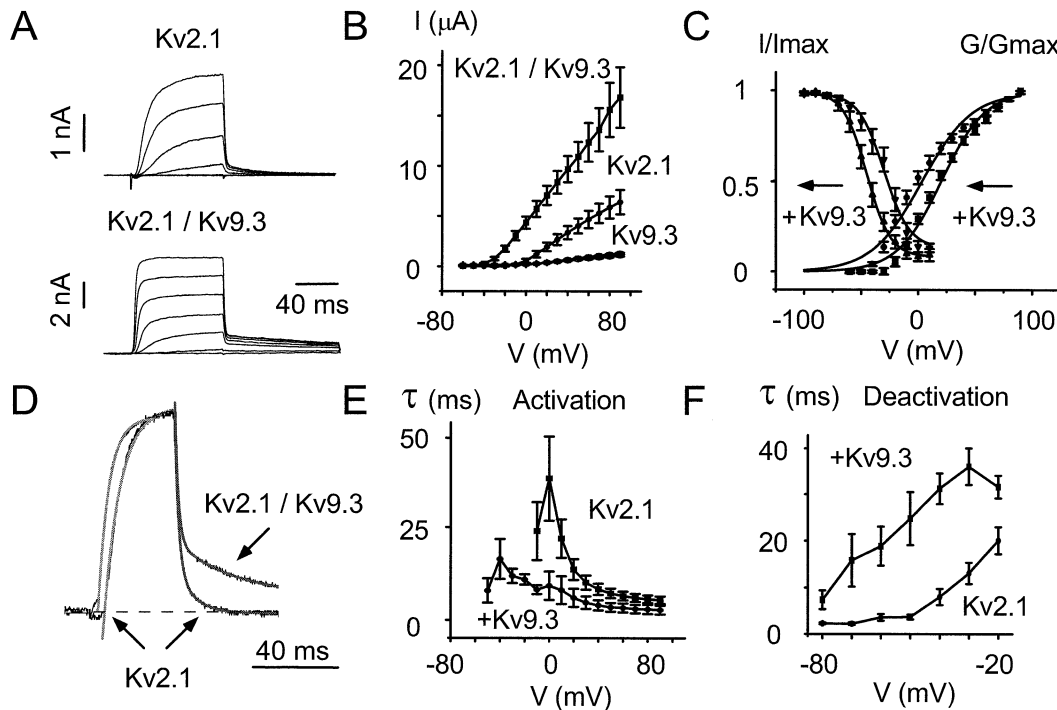 A
Kv2.1
1 nA
Kv2.1 / Kv9.3
2 nA
40 ms
B
I (μA)
20
10
0
Kv2.1 / Kv9.3
Kv2.1
Kv9.3
-80
0
80
V (mV)
C
I/Imax
G/Gmax
1
0.5
0
+Kv9.3
+Kv9.3
-100
0
100
V (mV)
D
Kv2.1 / Kv9.3
Kv2.1
40 ms
E
τ (ms)
Activation
50
25
0
Kv2.1
+Kv9.3
-80
0
80
V (mV)
F
τ (ms)
Deactivation
40
20
0
+Kv9.3
Kv2.1
-80
-20
V (mV)